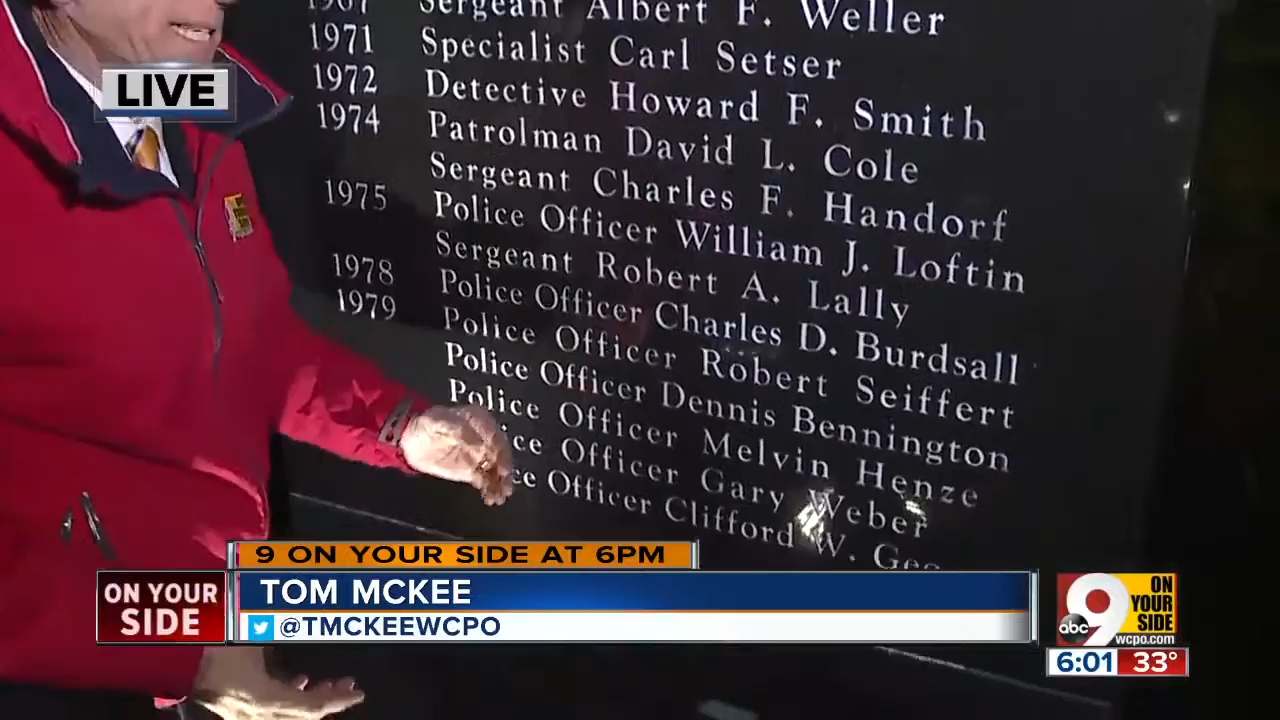 1967 Sergeant Albert F. Weller
1971 Specialist Carl Setser
1972 Detective Howard F. Smith
1974 Patrolman David L. Cole
Sergeant Charles F. Handorf
1975 Police Officer William J. Loftin
Sergeant Robert A. Lally
1978 Police Officer Charles D. Burdsall
1979 Police Officer Robert Seiffert
Police Officer Dennis Bennington
Police Officer Melvin Henze
Officer Gary Weber
Officer Clifford W.
LIVE
9 ON YOUR SIDE AT 6PM
ON YOUR SIDE
TOM MCKEE
@TMCKEEWCPO
abc 9 ON YOUR SIDE
wcpo.com
6:01 33°